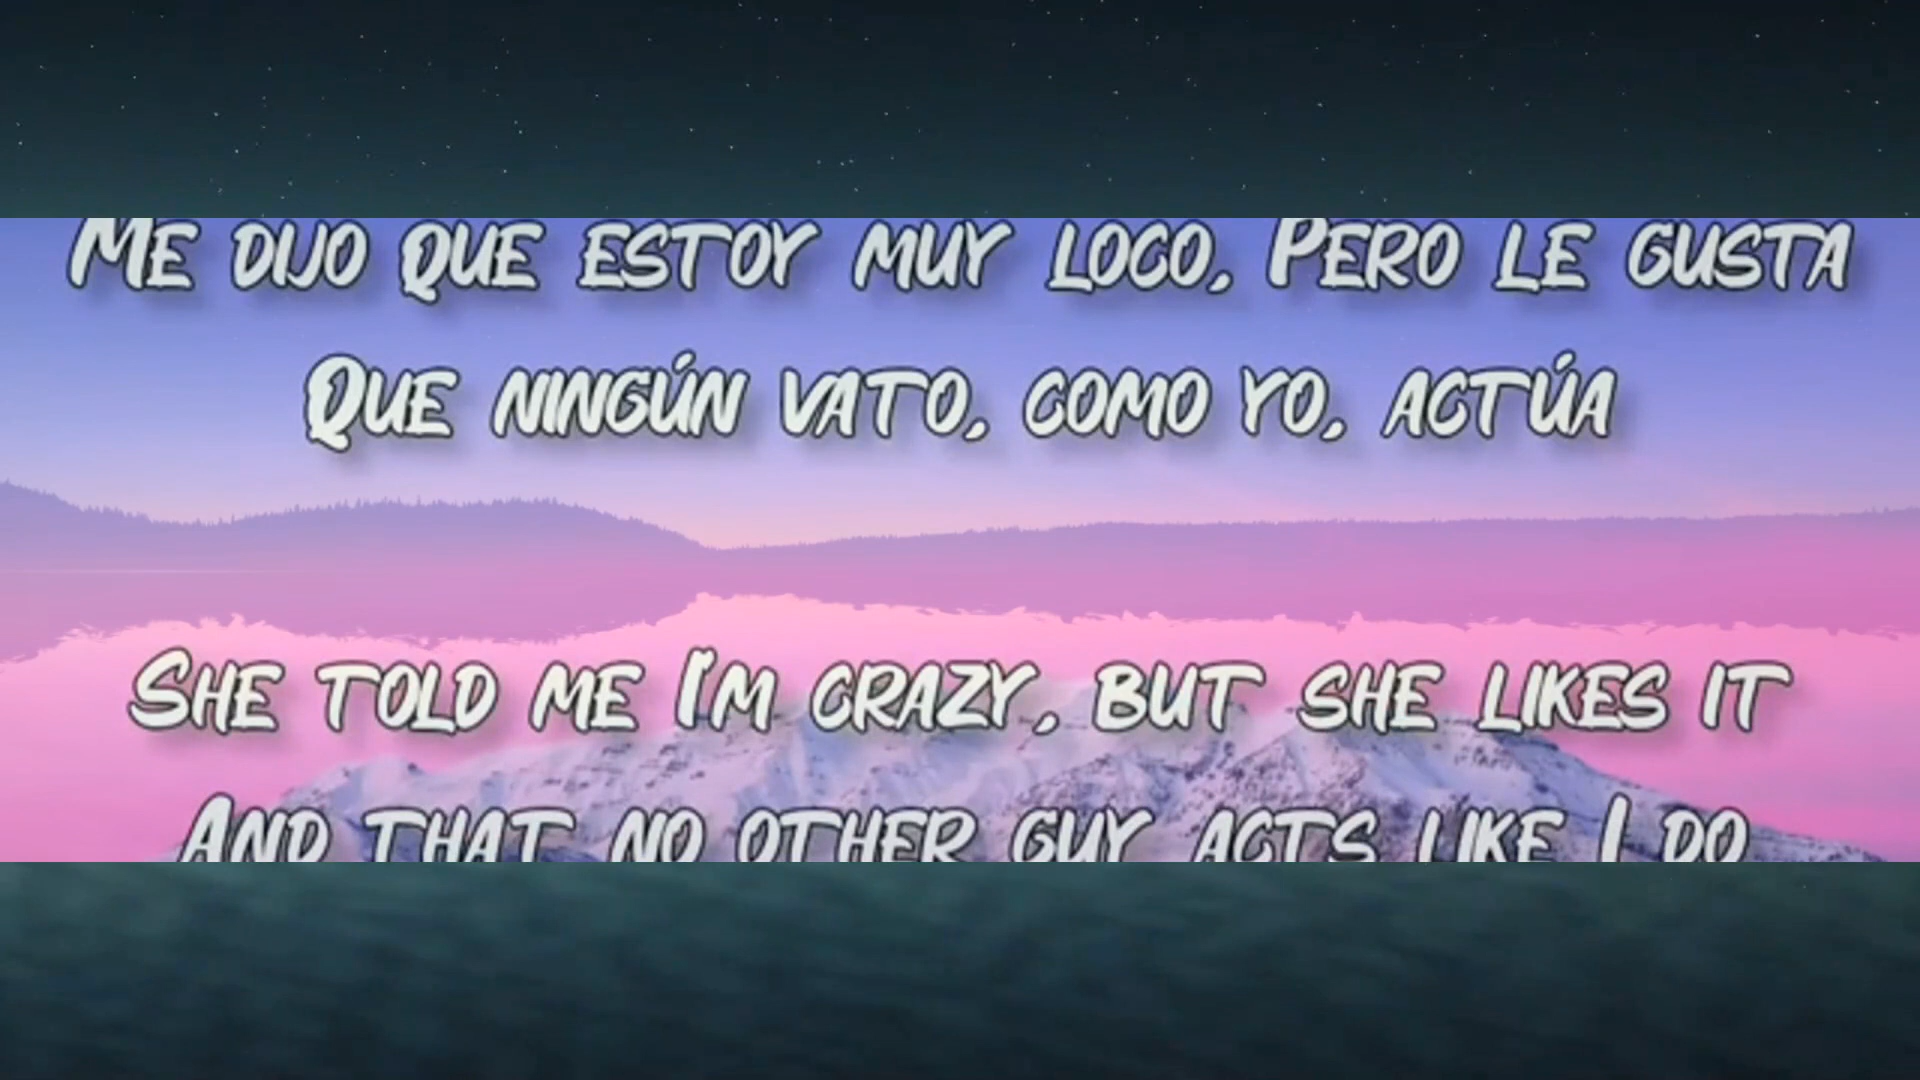 Me dijo que estoy muy loco, Pero le gusta
Que ningún vato, como yo, actúa
She told me I'm crazy, but she likes it
And that no other guy acts like I do